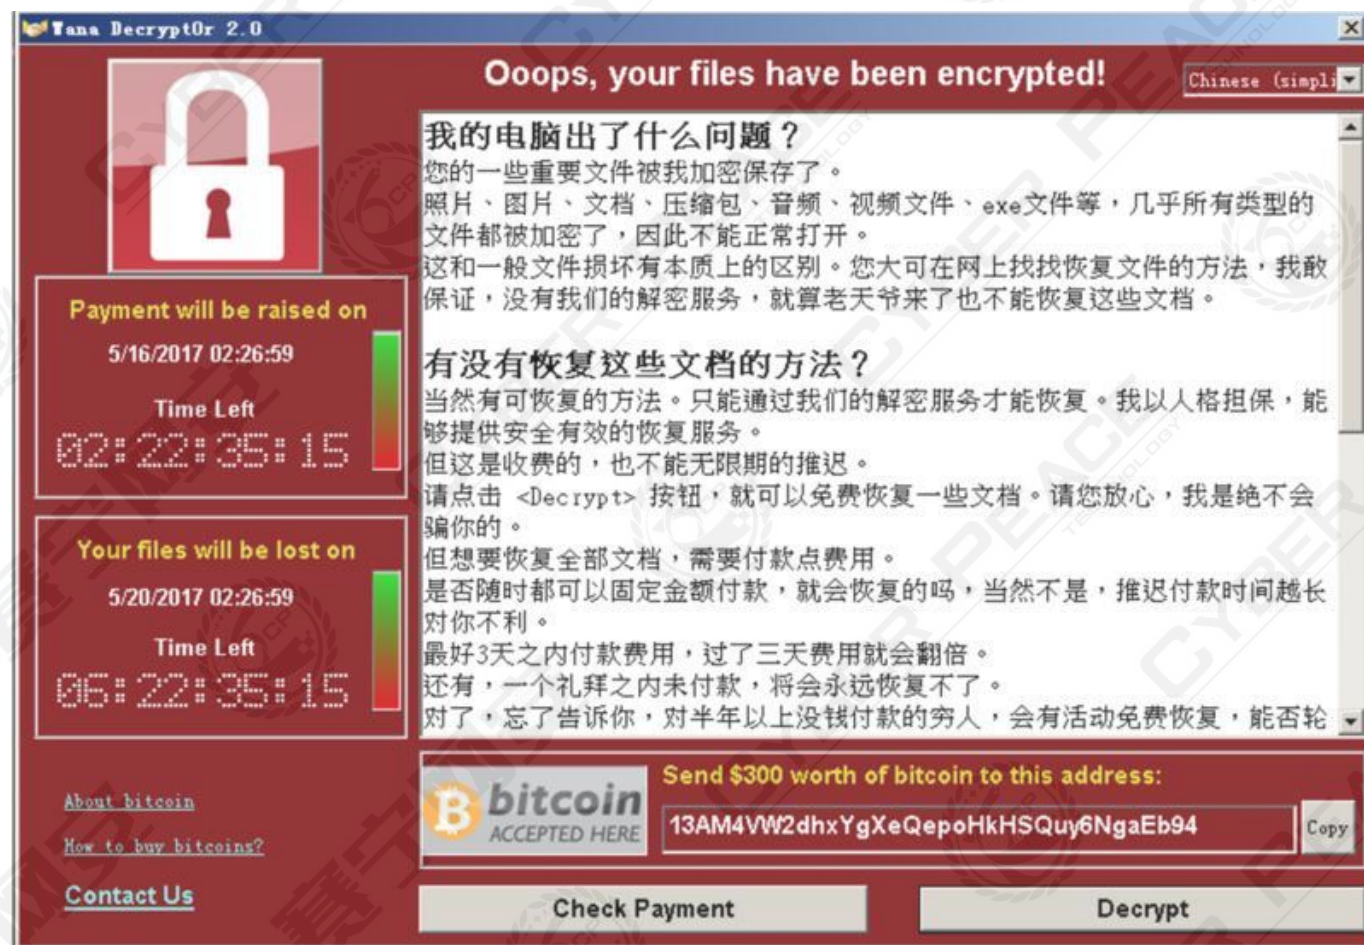 Wana Decrypt0r 2.0
Ooops, your files have been encrypted!
Chinese (simpli
我的电脑出了什么问题？
您的一些重要文件被我加密保存了。
照片、图片、文档、压缩包、音频、视频文件、exe文件等，几乎所有类型的
文件都被加密了，因此不能正常打开。
这和一般文件损坏有本质上的区别。您大可在网上找找恢复文件的方法，我敢
保证，没有我们的解密服务，就算老天爷来了也不能恢复这些文档。
有没有恢复这些文档的方法？
当然有可恢复的方法。只能通过我们的解密服务才能恢复。我以人格担保，能
够提供安全有效的恢复服务。
但这是收费的，也不能无限期的推迟。
请点击 <Decrypt> 按钮，就可以免费恢复一些文档。请您放心，我是绝不会
骗你的。
但想要恢复全部文档，需要付款点费用。
是否随时都可以固定金额付款，就会恢复的吗，当然不是，推迟付款时间越长
对你不利。
最好3天之内付款费用，过了三天费用就会翻倍。
还有，一个礼拜之内未付款，将会永远恢复不了。
对了，忘了告诉你，对半年以上没钱付款的穷人，会有活动免费恢复，能否轮
Payment will be raised on
5/16/2017 02:26:59
Time Left
02:22:35:15
Your files will be lost on
5/20/2017 02:26:59
Time Left
06:22:35:15
About bitcoin
How to buy bitcoins?
Contact Us
bitcoin
ACCEPTED HERE
Send $300 worth of bitcoin to this address:
13AM4VW2dhxYgXeQepoHkHSQuy6NgaEb94
Copy
Check Payment
Decrypt
CYBER PEACE
TECHNOLOGY
赛宁网安